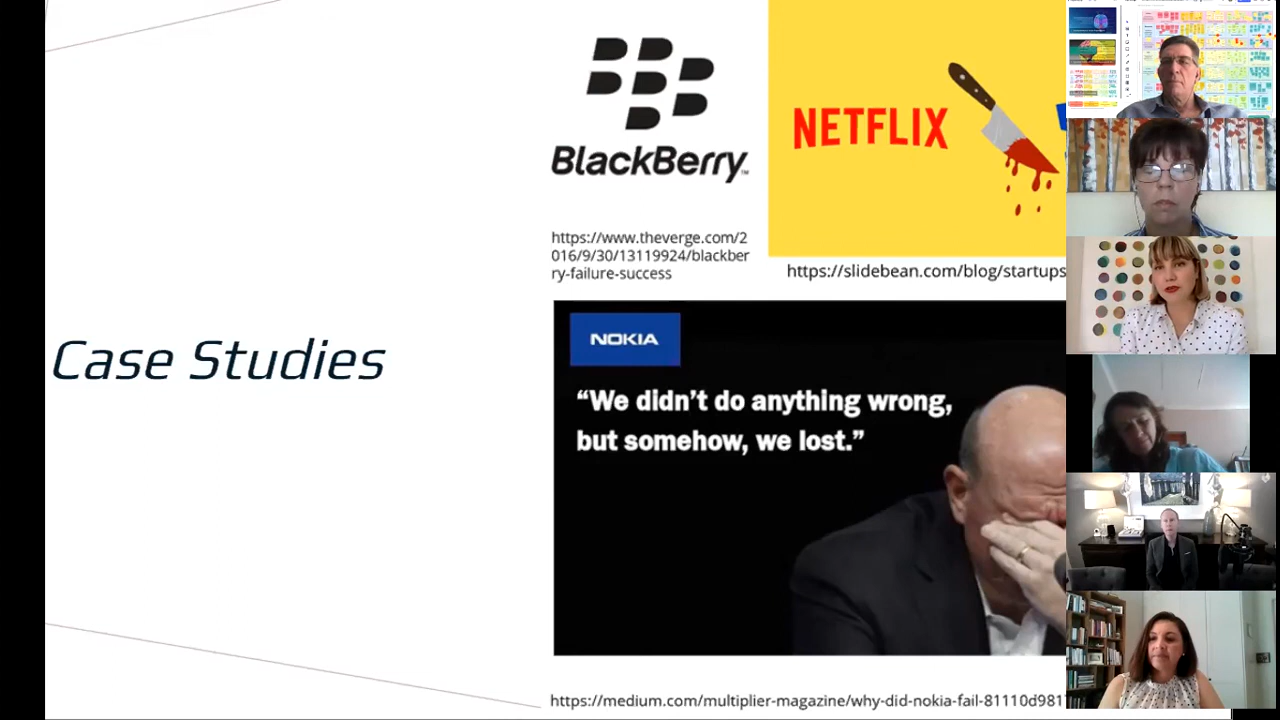 Case Studies
BlackBerry
TM
https://www.theverge.com/2
016/9/30/13119924/blackber
ry-failure-success
NETFLIX
https://slidebean.com/blog/startups
NOKIA
“We didn’t do anything wrong,
but somehow, we lost.”
https://medium.com/multiplier-magazine/why-did-nokia-fail-81110d981